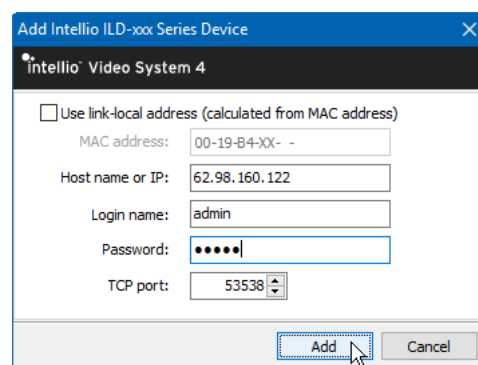 Add Intellio ILD-xxx Series Device
intellio Video System 4
Use link-local address (calculated from MAC address)
MAC address: 00-19-B4-XX- -
Host name or IP: 62.98.160.122
Login name: admin
Password: •••••
TCP port: 53538
Add Cancel